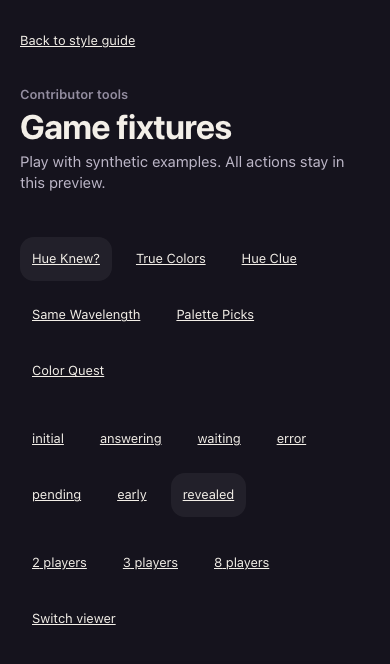 Back to style guide
Contributor tools
Game fixtures
Play with synthetic examples. All actions stay in
this preview.
Hue Knew? True Colors Hue Clue
Same Wavelength Palette Picks
Color Quest
initial answering waiting error
pending early revealed
2 players 3 players 8 players
Switch viewer